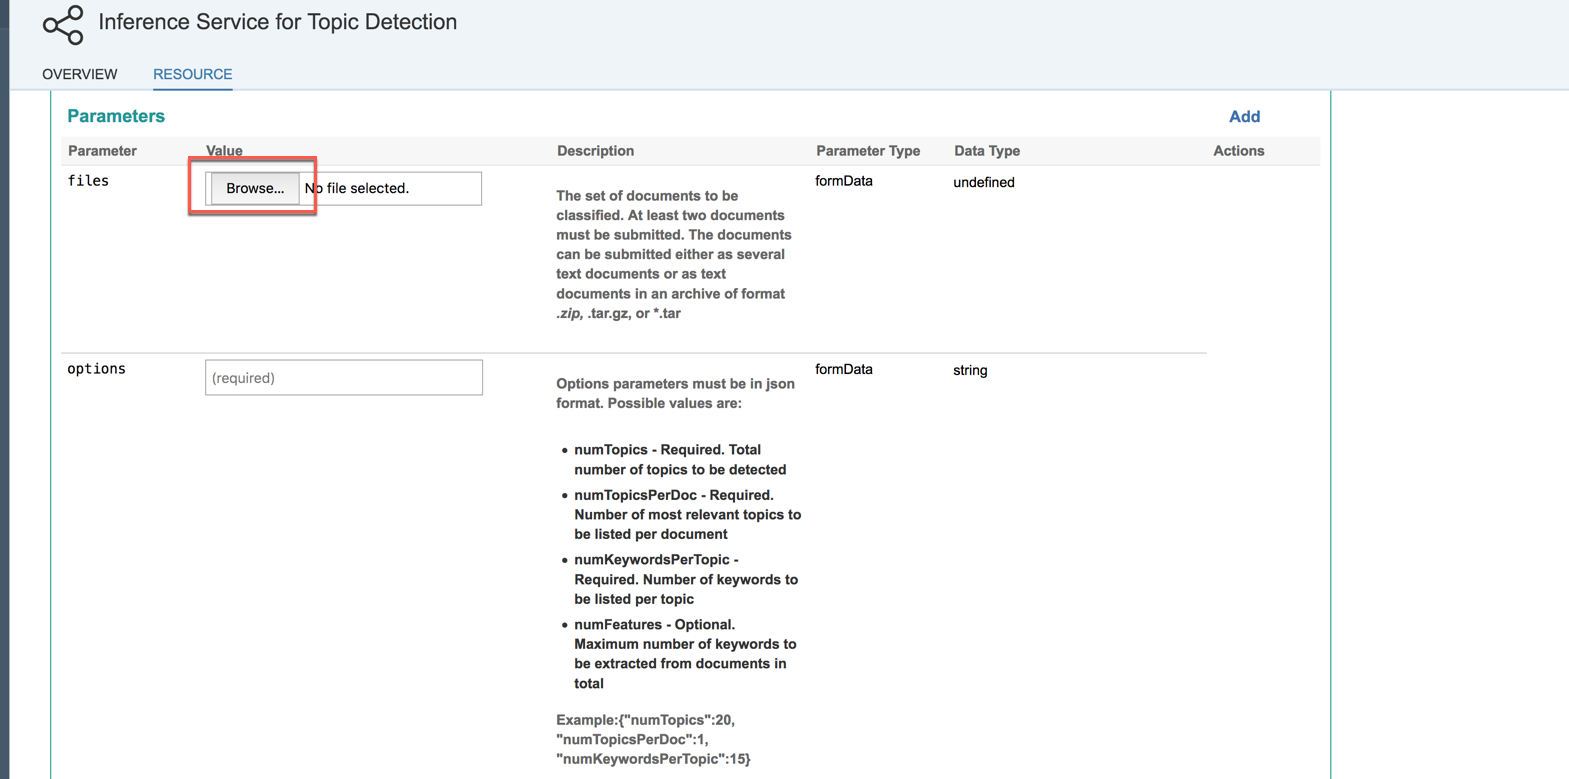 Inference Service for Topic Detection
OVERVIEW RESOURCE
Parameters Add
Parameter Value Description Parameter Type Data Type Actions
files Browse... No file selected. formData undefined
The set of documents to be
classified. At least two documents
must be submitted. The documents
can be submitted either as several
text documents or as text
documents in an archive of format
.zip, .tar.gz, or *.tar
options (required) formData string
Options parameters must be in json
format. Possible values are:
• numTopics - Required. Total
number of topics to be detected
• numTopicsPerDoc - Required.
Number of most relevant topics to
be listed per document
• numKeywordsPerTopic -
Required. Number of keywords to
be listed per topic
• numFeatures - Optional.
Maximum number of keywords to
be extracted from documents in
total
Example:{"numTopics":20,
"numTopicsPerDoc":1,
"numKeywordsPerTopic":15}